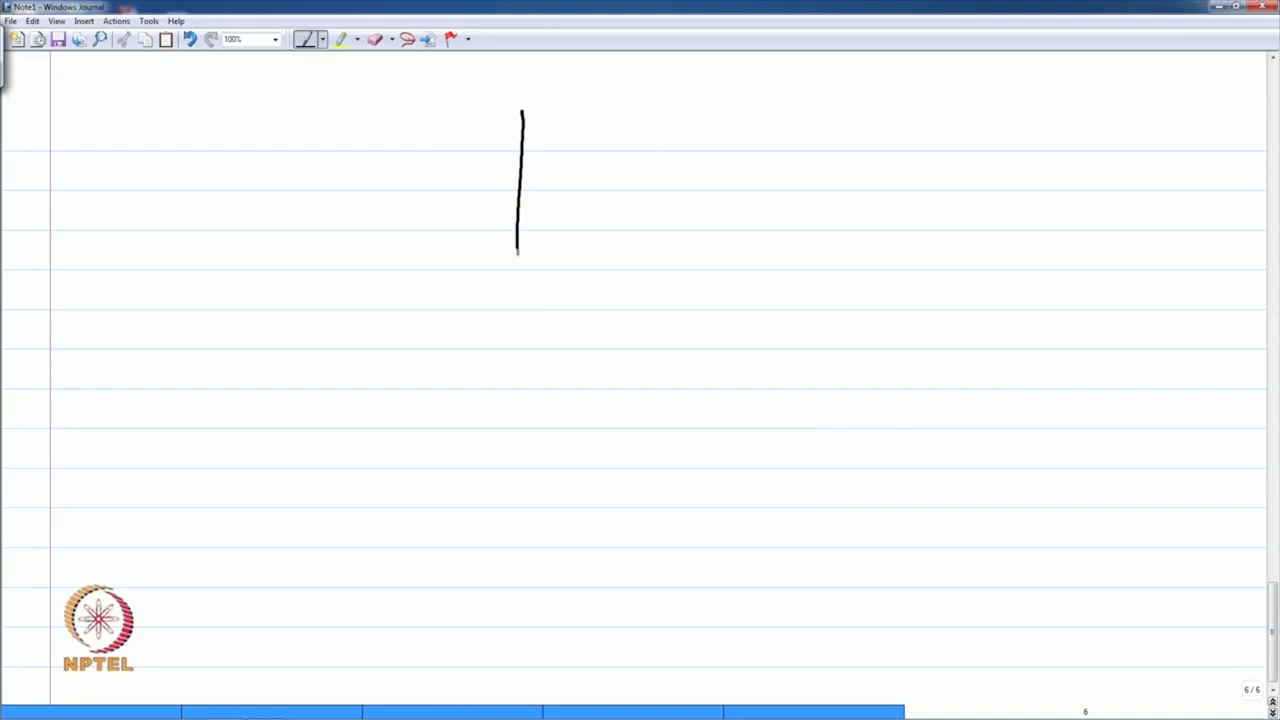 Note1 - Windows Journal
File Edit View Insert Actions Tools Help
100%
NPTEL
6/6
6